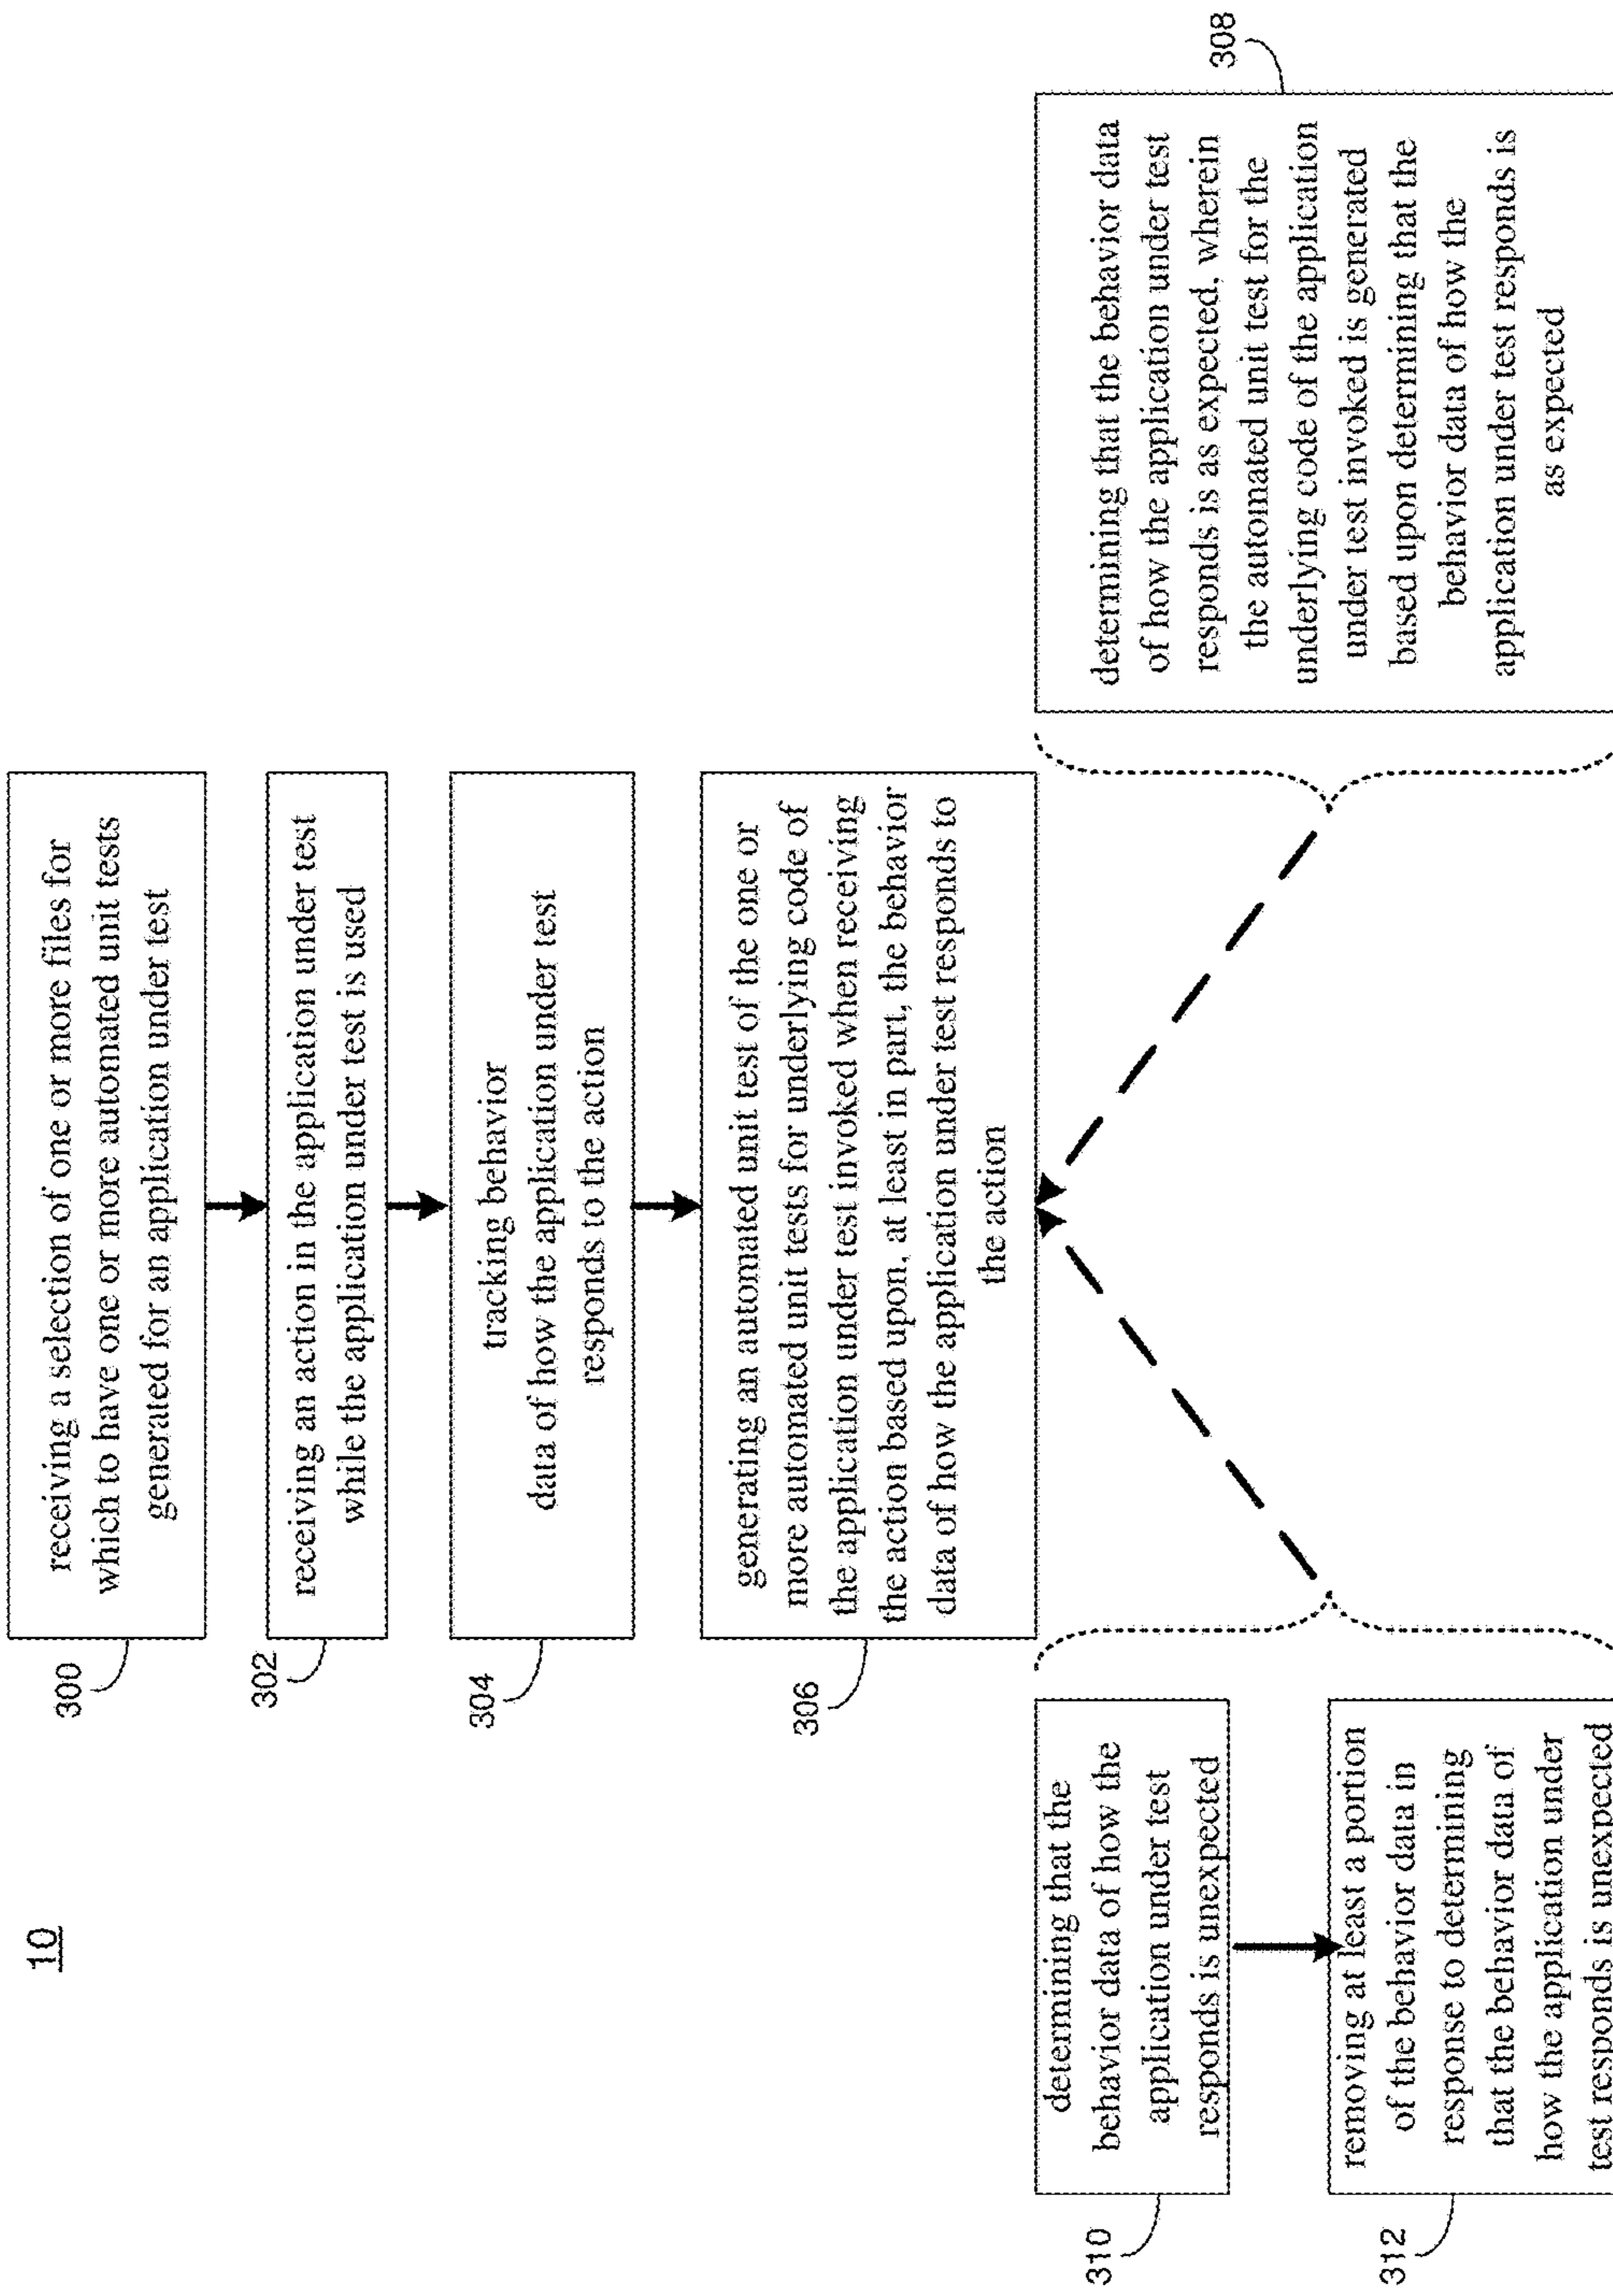 10
300
receiving a selection of one or more files for
which to have one or more automated unit tests
generated for an application under test
302
receiving an action in the application under test
while the application under test is used
304
tracking behavior
data of how the application under test
responds to the action
306
generating an automated unit test of the one or
more automated unit tests for underlying code of
the application under test invoked when receiving
the action based upon, at least in part, the behavior
data of how the application under test responds to
the action
310
determining that the
behavior data of how the
application under test
responds is unexpected
312
removing at least a portion
of the behavior data in
response to determining
that the behavior data of
how the application under
test responds is unexpected
308
determining that the behavior data
of how the application under test
responds is as expected, wherein
the automated unit test for the
underlying code of the application
under test invoked is generated
based upon determining that the
behavior data of how the
application under test responds is
as expected